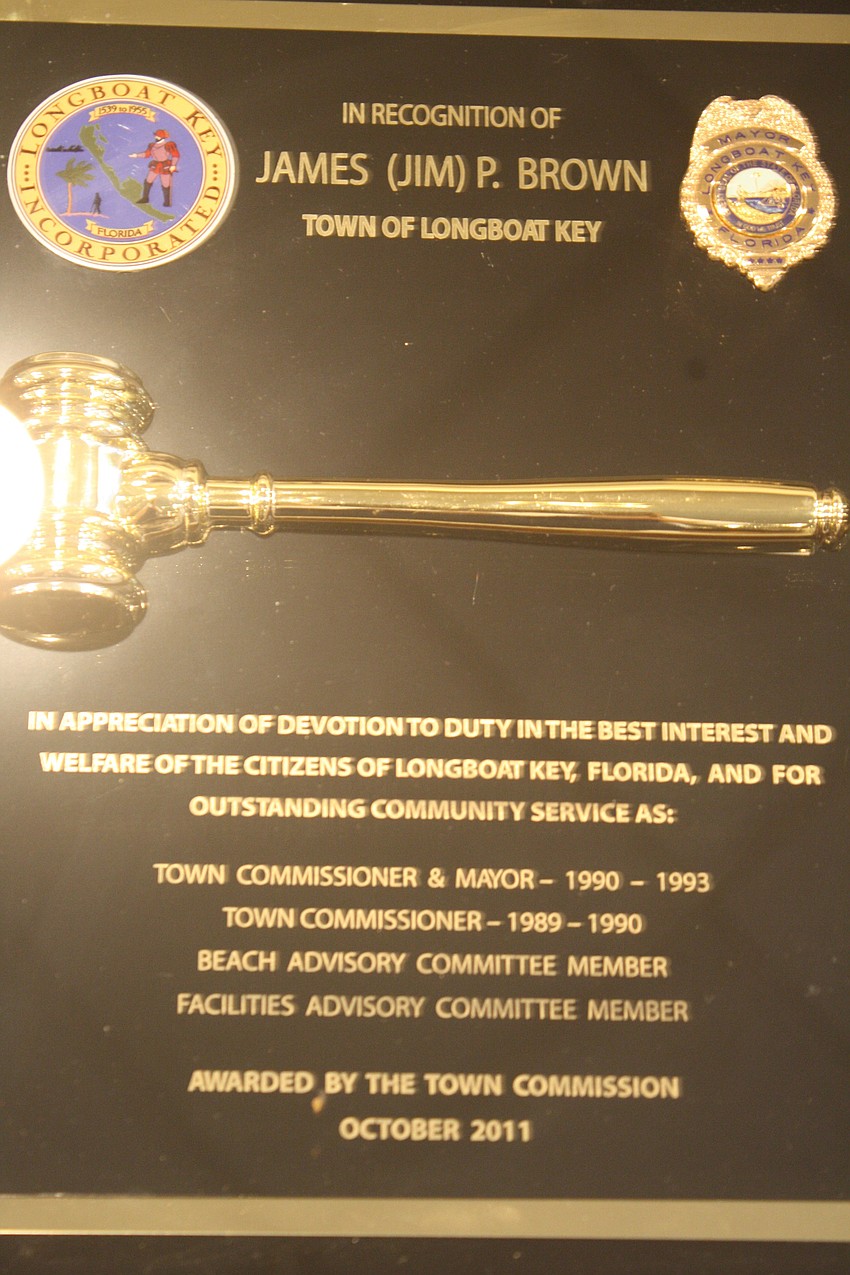 LONGBOAT KEY
1539 to 1955
FLORIDA
INCORPORATED
IN RECOGNITION OF
JAMES (JIM) P. BROWN
TOWN OF LONGBOAT KEY
MAYOR
LONGBOAT KEY
FLORIDA
IN APPRECIATION OF DEVOTION TO DUTY IN THE BEST INTEREST AND
WELFARE OF THE CITIZENS OF LONGBOAT KEY, FLORIDA, AND FOR
OUTSTANDING COMMUNITY SERVICE AS:
TOWN COMMISSIONER & MAYOR – 1990 – 1993
TOWN COMMISSIONER – 1989 – 1990
BEACH ADVISORY COMMITTEE MEMBER
FACILITIES ADVISORY COMMITTEE MEMBER
AWARDED BY THE TOWN COMMISSION
OCTOBER 2011